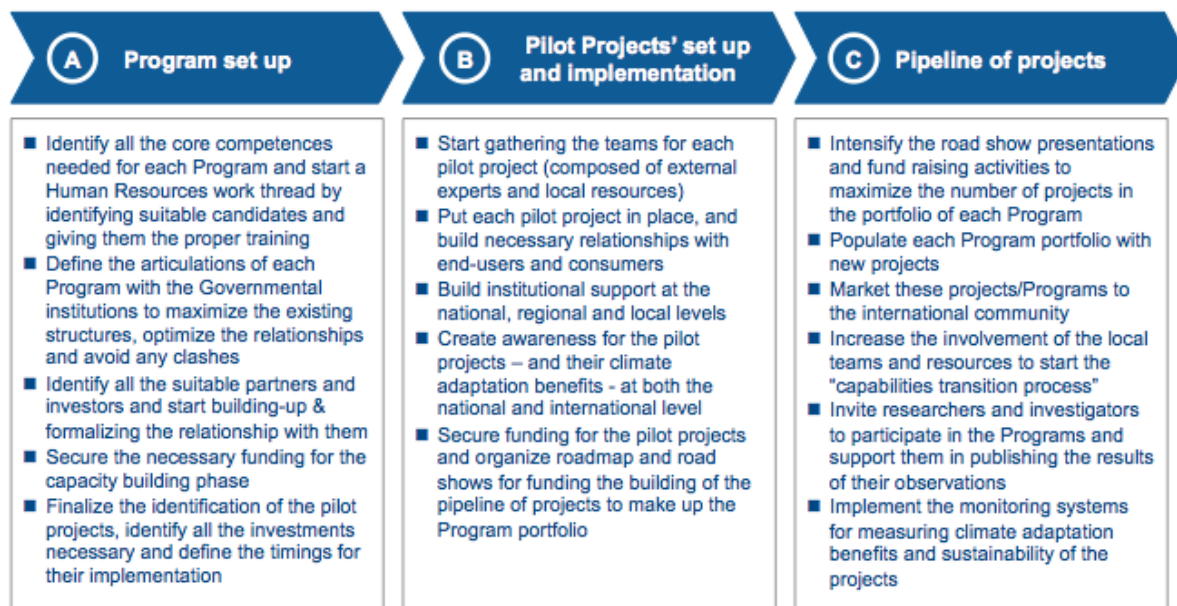 A Program set up
■ Identify all the core competences
needed for each Program and start a
Human Resources work thread by
identifying suitable candidates and
giving them the proper training
■ Define the articulations of each
Program with the Governmental
institutions to maximize the existing
structures, optimize the relationships
and avoid any clashes
■ Identify all the suitable partners and
investors and start building-up &
formalizing the relationship with them
■ Secure the necessary funding for the
capacity building phase
■ Finalize the identification of the pilot
projects, identify all the investments
necessary and define the timings for
their implementation
B Pilot Projects' set up
and implementation
■ Start gathering the teams for each
pilot project (composed of external
experts and local resources)
■ Put each pilot project in place, and
build necessary relationships with
end-users and consumers
■ Build institutional support at the
national, regional and local levels
■ Create awareness for the pilot
projects – and their climate
adaptation benefits - at both the
national and international level
■ Secure funding for the pilot projects
and organize roadmap and road
shows for funding the building of the
pipeline of projects to make up the
Program portfolio
C Pipeline of projects
■ Intensify the road show presentations
and fund raising activities to
maximize the number of projects in
the portfolio of each Program
■ Populate each Program portfolio with
new projects
■ Market these projects/Programs to
the international community
■ Increase the involvement of the local
teams and resources to start the
"capabilities transition process"
■ Invite researchers and investigators
to participate in the Programs and
support them in publishing the results
of their observations
■ Implement the monitoring systems
for measuring climate adaptation
benefits and sustainability of the
projects